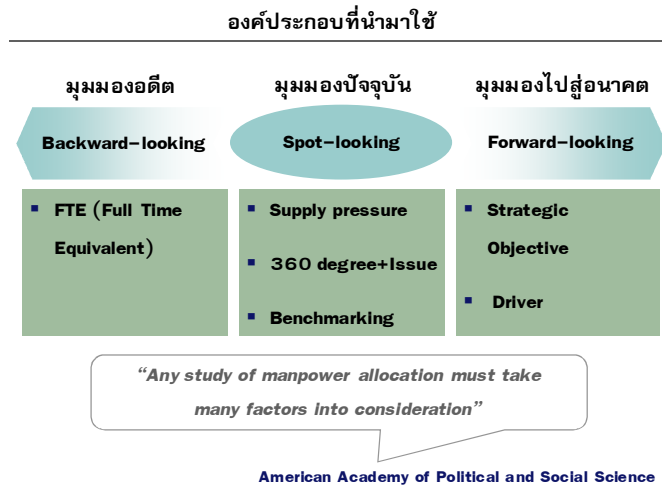 องค์ประกอบที่นำมาใช้
มุมมองอดีต
มุมมองปัจจุบัน
มุมมองไปสู่อนาคต
Backward-looking
Spot-looking
Forward-looking
▪ FTE (Full Time
Equivalent)
▪ Supply pressure
▪ 360 degree+Issue
▪ Benchmarking
▪ Strategic
Objective
▪ Driver
“Any study of manpower allocation must take
many factors into consideration”
American Academy of Political and Social Science